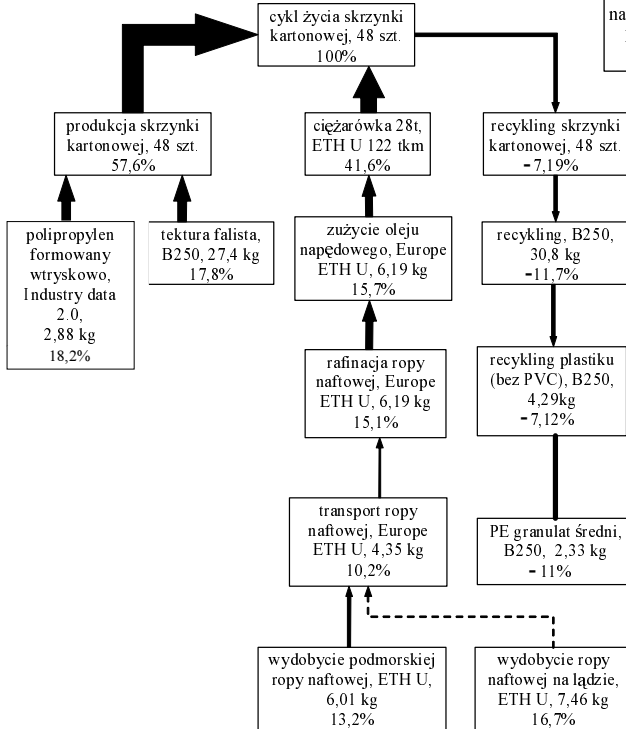 cykl życia skrzynki
kartonowej, 48 szt.
100%
na
produkcja skrzynki
kartonowej, 48 szt.
57,6%
ciężarówka 28t,
ETH U 122 tkm
41,6%
recykling skrzynki
kartonowej, 48 szt.
-7,19%
polipropylen
formowany
wtryskowo,
Industry data
2.0,
2,88 kg
18,2%
tektura falista,
B250, 27,4 kg
17,8%
zużycie oleju
napędowego, Europe
ETH U, 6,19 kg
15,7%
recykling, B250,
30,8 kg
-11,7%
rafinacja ropy
naftowej, Europe
ETH U, 6,19 kg
15,1%
recykling plastiku
(bez PVC), B250,
4,29kg
-7,12%
transport ropy
naftowej, Europe
ETH U, 4,35 kg
10,2%
PE granulat średni,
B250, 2,33 kg
-11%
wydobycie podmorskiej
ropy naftowej, ETH U,
6,01 kg
13,2%
wydobycie ropy
naftowej na lądzie,
ETH U, 7,46 kg
16,7%